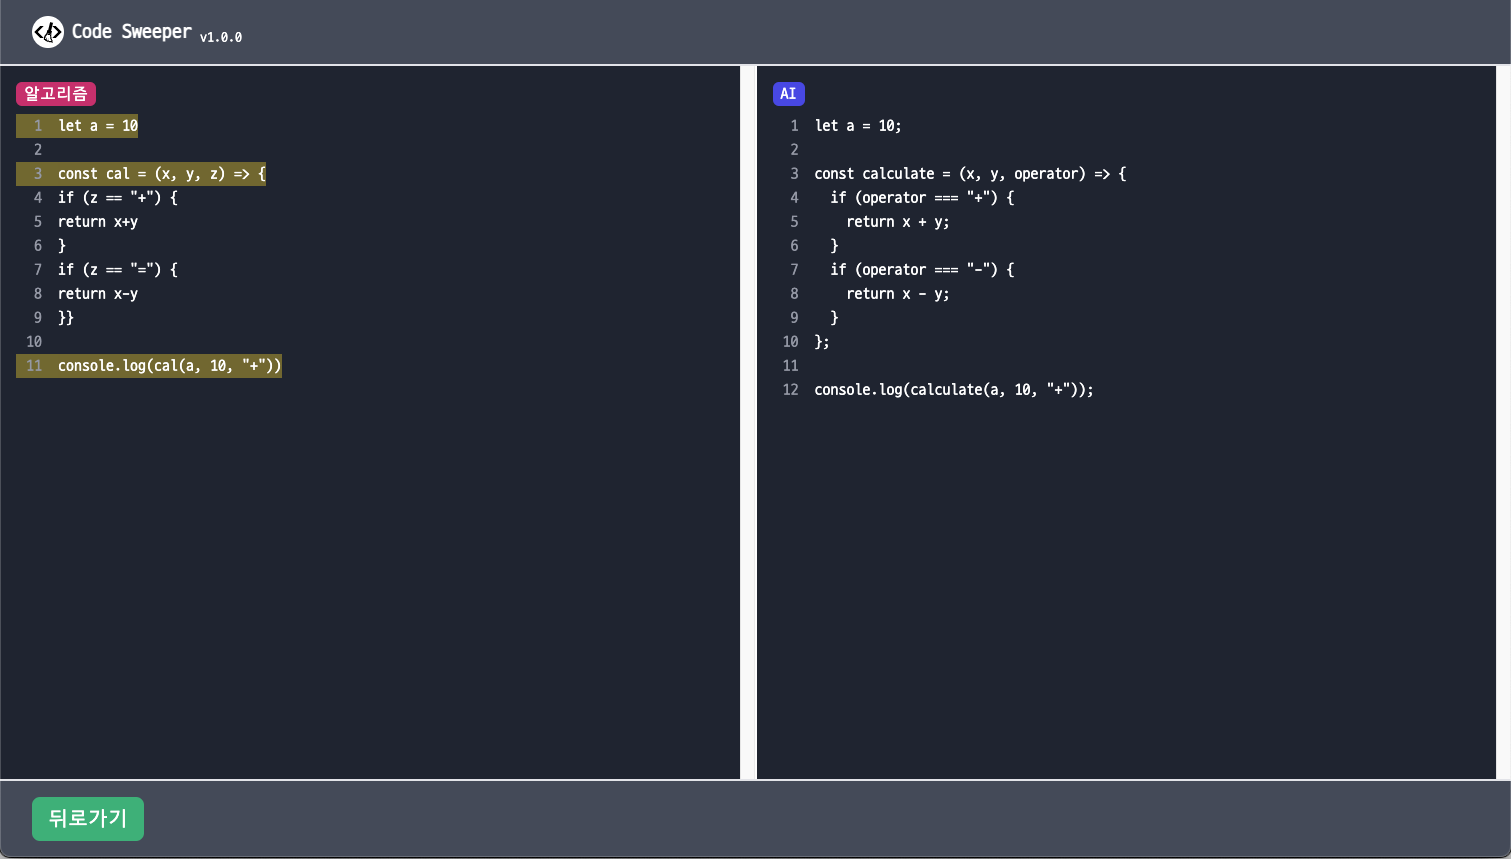 Code Sweeper v1.0.0
알고리즘
1 let a = 10
2
3 const cal = (x, y, z) => {
4 if (z == "+") {
5 return x+y
6 }
7 if (z == "=") {
8 return x-y
9 }}
10
11 console.log(cal(a, 10, "+"))
AI
1 let a = 10;
2
3 const calculate = (x, y, operator) => {
4   if (operator === "+") {
5     return x + y;
6   }
7   if (operator === "-") {
8     return x - y;
9   }
10 };
11
12 console.log(calculate(a, 10, "+"));
뒤로가기